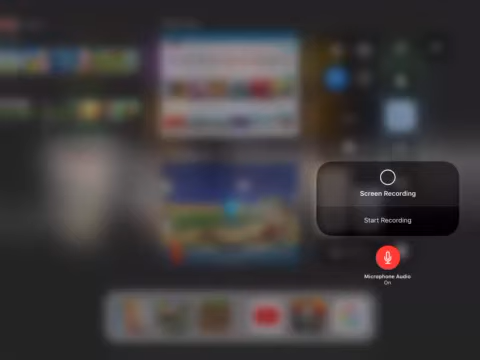 Screen Recording
Start Recording
Microphone Audio
On